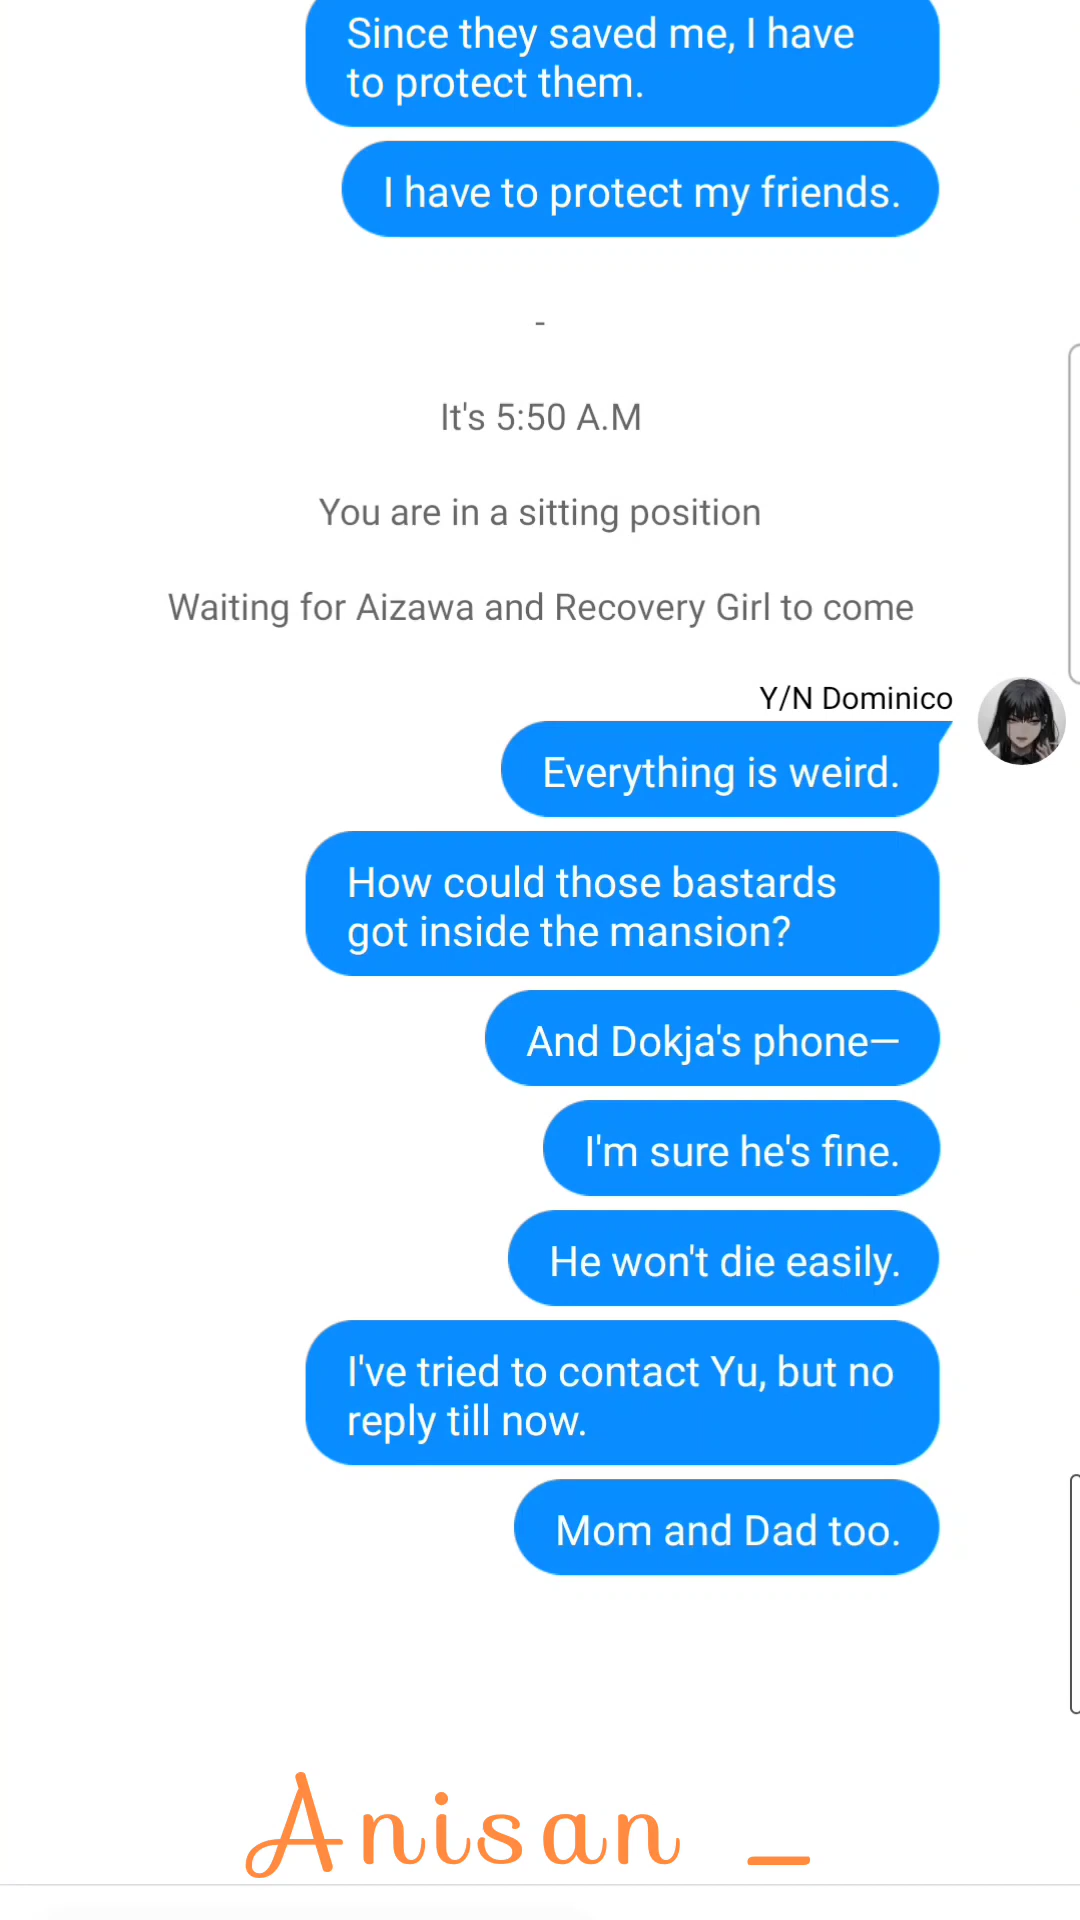 Since they saved me, I have
to protect them.
I have to protect my friends.
-
It's 5:50 A.M
You are in a sitting position
Waiting for Aizawa and Recovery Girl to come
Y/N Dominico
Everything is weird.
How could those bastards
got inside the mansion?
And Dokja's phone—
I'm sure he's fine.
He won't die easily.
I've tried to contact Yu, but no
reply till now.
Mom and Dad too.
Anisan _